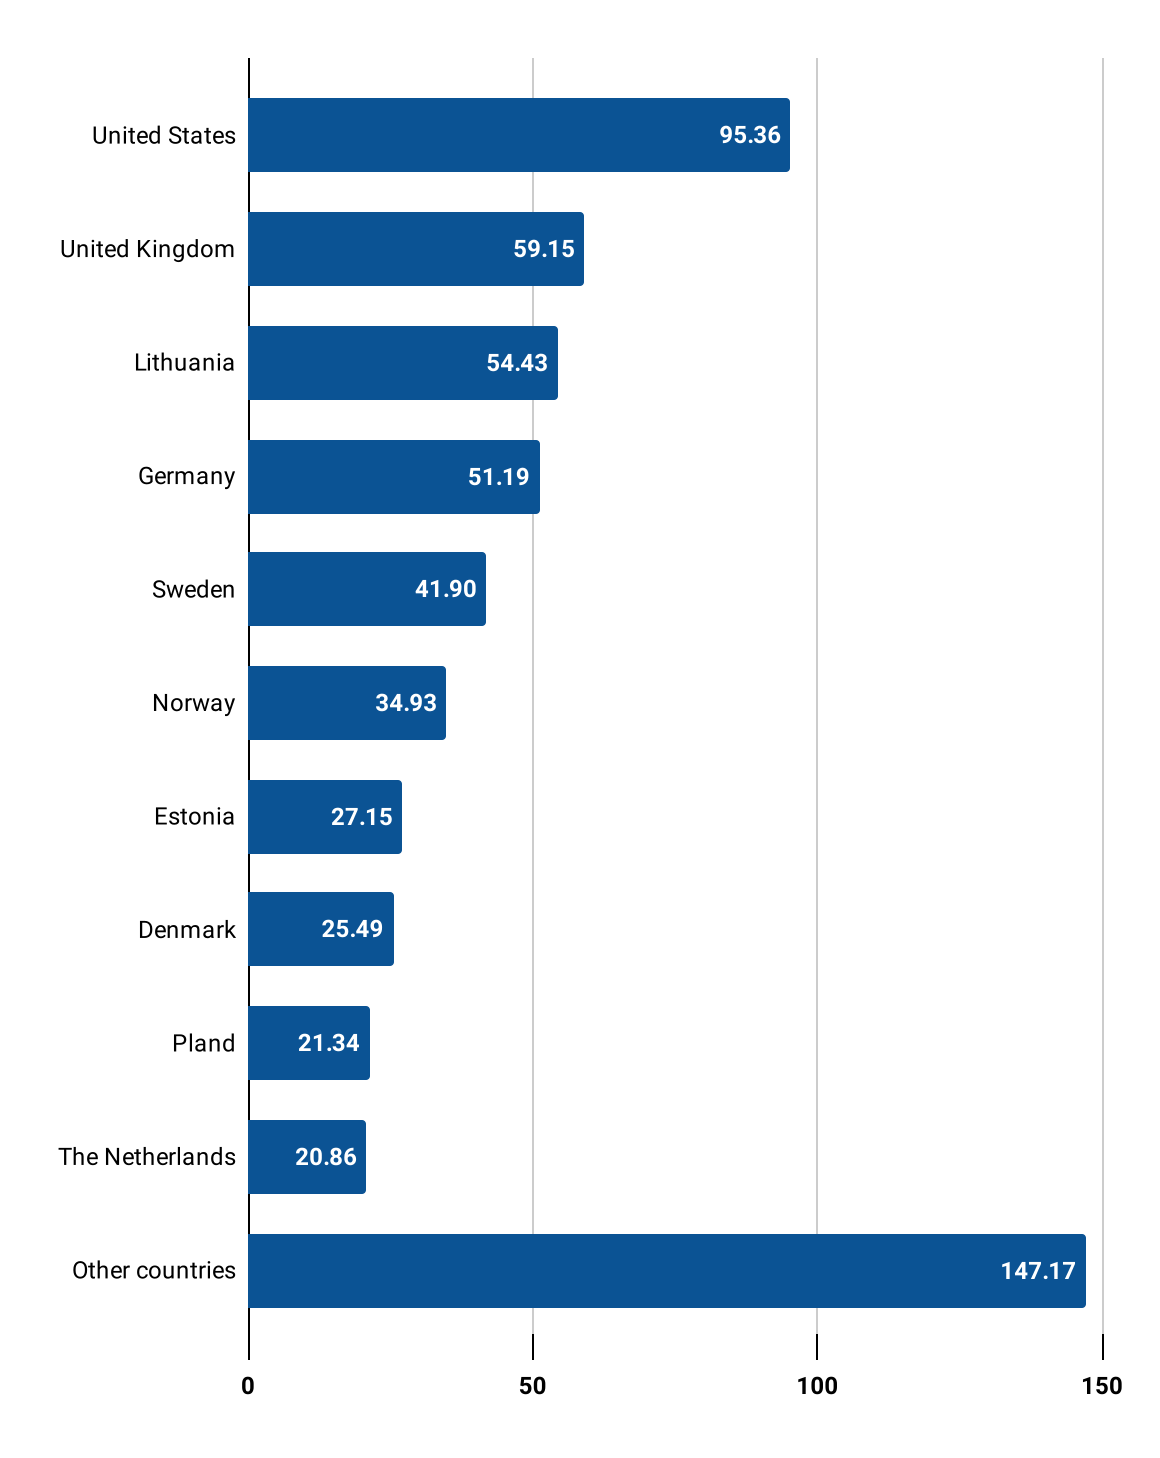 United States 95.36
United Kingdom 59.15
Lithuania 54.43
Germany 51.19
Sweden 41.90
Norway 34.93
Estonia 27.15
Denmark 25.49
Pland 21.34
The Netherlands 20.86
Other countries 147.17
0 50 100 150